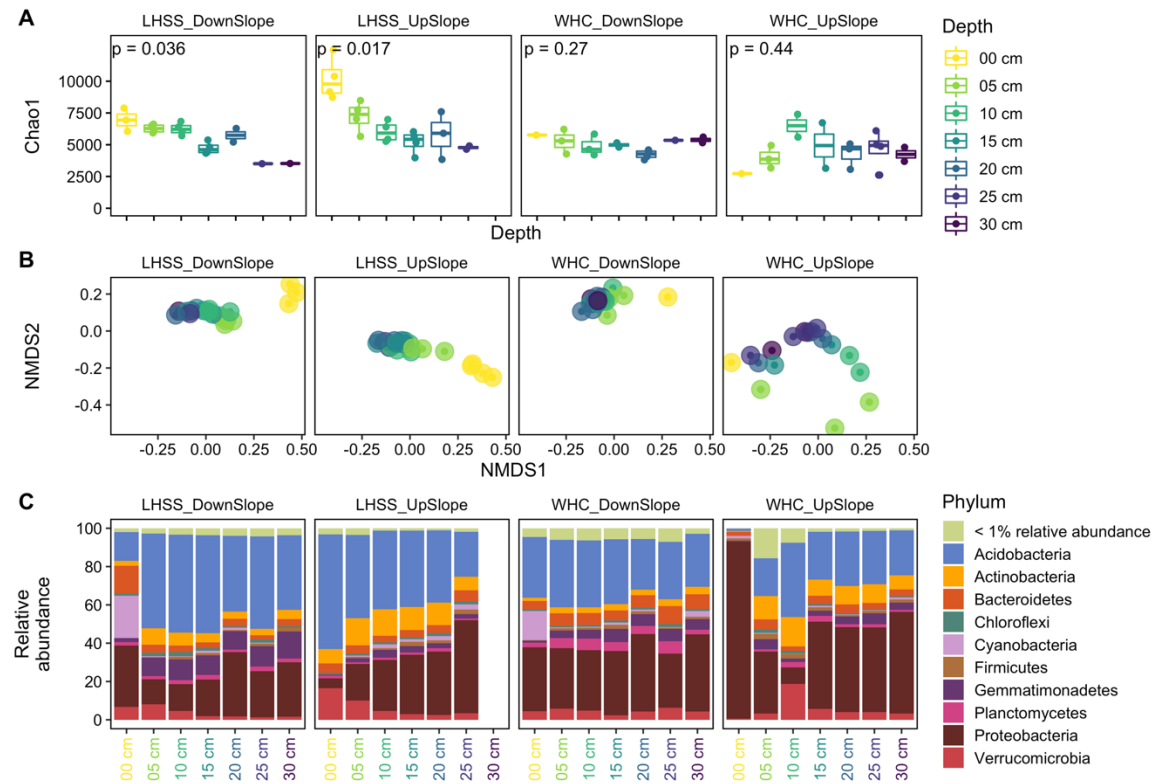 A
LHSS_DownSlope LHSS_UpSlope WHC_DownSlope WHC_UpSlope
p = 0.036 p = 0.017 p = 0.27 p = 0.44
Chao1
10000
7500
5000
2500
0
Depth
Depth
00 cm
05 cm
10 cm
15 cm
20 cm
25 cm
30 cm
B
LHSS_DownSlope LHSS_UpSlope WHC_DownSlope WHC_UpSlope
NMDS2
0.2
0.0
-0.2
-0.4
-0.25 0.00 0.25 0.50 -0.25 0.00 0.25 0.50 -0.25 0.00 0.25 0.50 -0.25 0.00 0.25 0.50
NMDS1
C
LHSS_DownSlope LHSS_UpSlope WHC_DownSlope WHC_UpSlope
Relative
abundance
100
80
60
40
20
0
00 cm 05 cm 10 cm 15 cm 20 cm 25 cm 30 cm 00 cm 05 cm 10 cm 15 cm 20 cm 25 cm 30 cm 00 cm 05 cm 10 cm 15 cm 20 cm 25 cm 30 cm 00 cm 05 cm 10 cm 15 cm 20 cm 25 cm 30 cm
Phylum
< 1% relative abundance
Acidobacteria
Actinobacteria
Bacteroidetes
Chloroflexi
Cyanobacteria
Firmicutes
Gemmatimonadetes
Planctomycetes
Proteobacteria
Verrucomicrobia